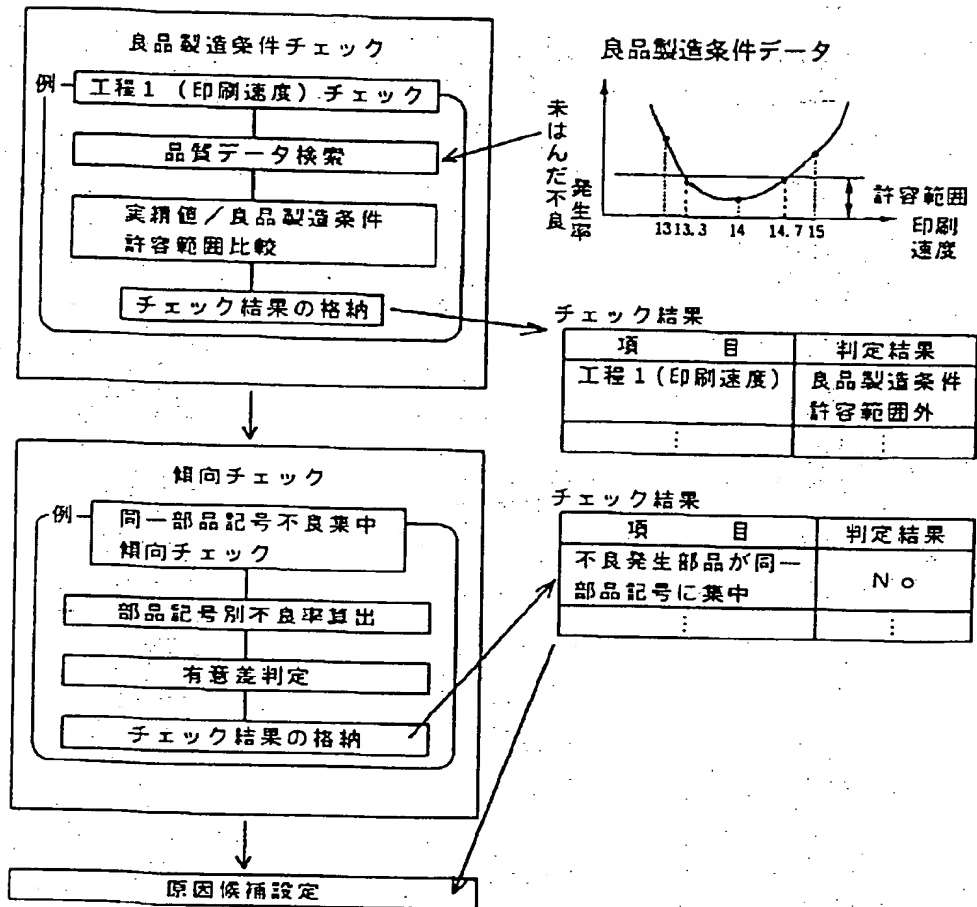 良品製造条件チェック
例
工程1（印刷速度）チェック
品質データ検索
実績値／良品製造条件
許容範囲比較
チェック結果の格納
良品製造条件データ
未はんだ不良
発生率
13 13.3 14 14.7 15
許容範囲
印刷
速度
チェック結果
項 目 判定結果
工程1(印刷速度) 良品製造条件
許容範囲外
⋮ ⋮
傾向チェック
例
同一部品記号不良集中
傾向チェック
部品記号別不良率算出
有意差判定
チェック結果の格納
チェック結果
項 目 判定結果
不良発生部品が同一
部品記号に集中
No
⋮ ⋮
原因候補設定